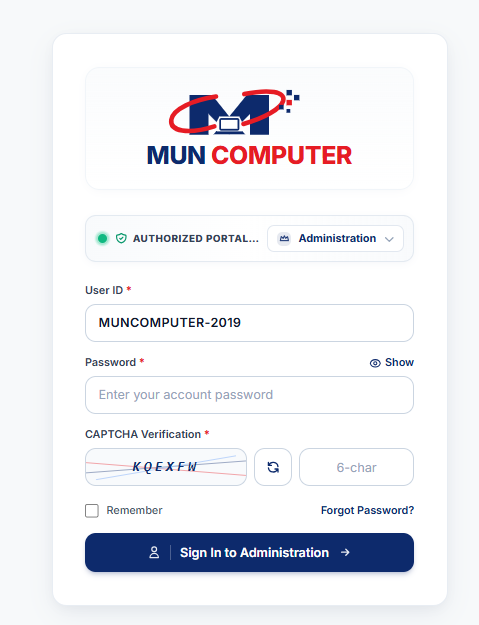 MUN COMPUTER
AUTHORIZED PORTAL... Administration
User ID *
MUNCOMPUTER-2019
Password * Show
Enter your account password
CAPTCHA Verification *
KQEXFW 6-char
Remember Forgot Password?
Sign In to Administration →